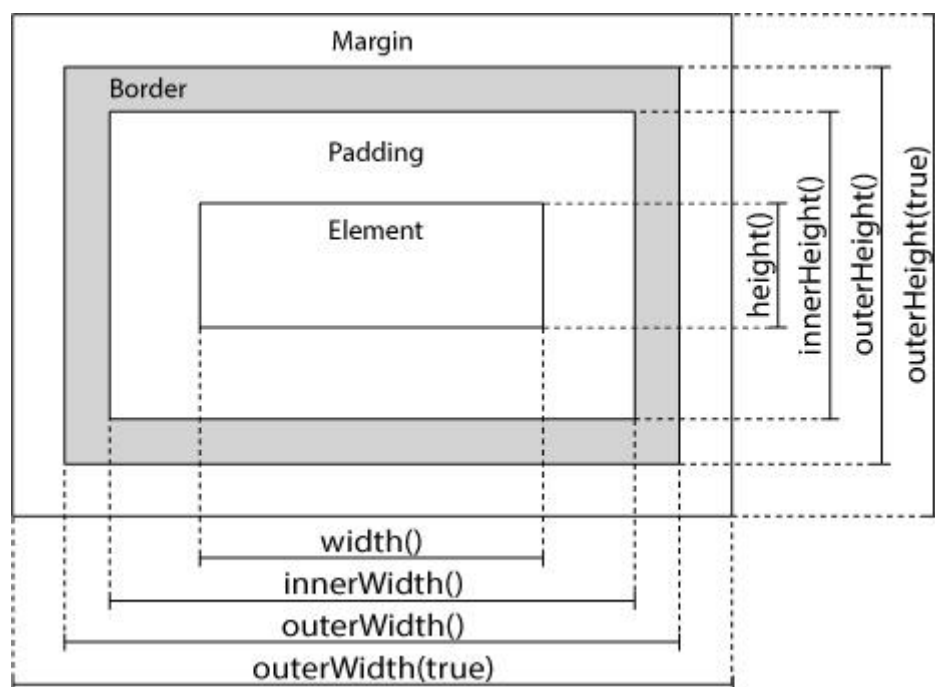 Margin
Border
Padding
Element
height()
innerHeight()
outerHeight()
outerHeight(true)
width()
innerWidth()
outerWidth()
outerWidth(true)